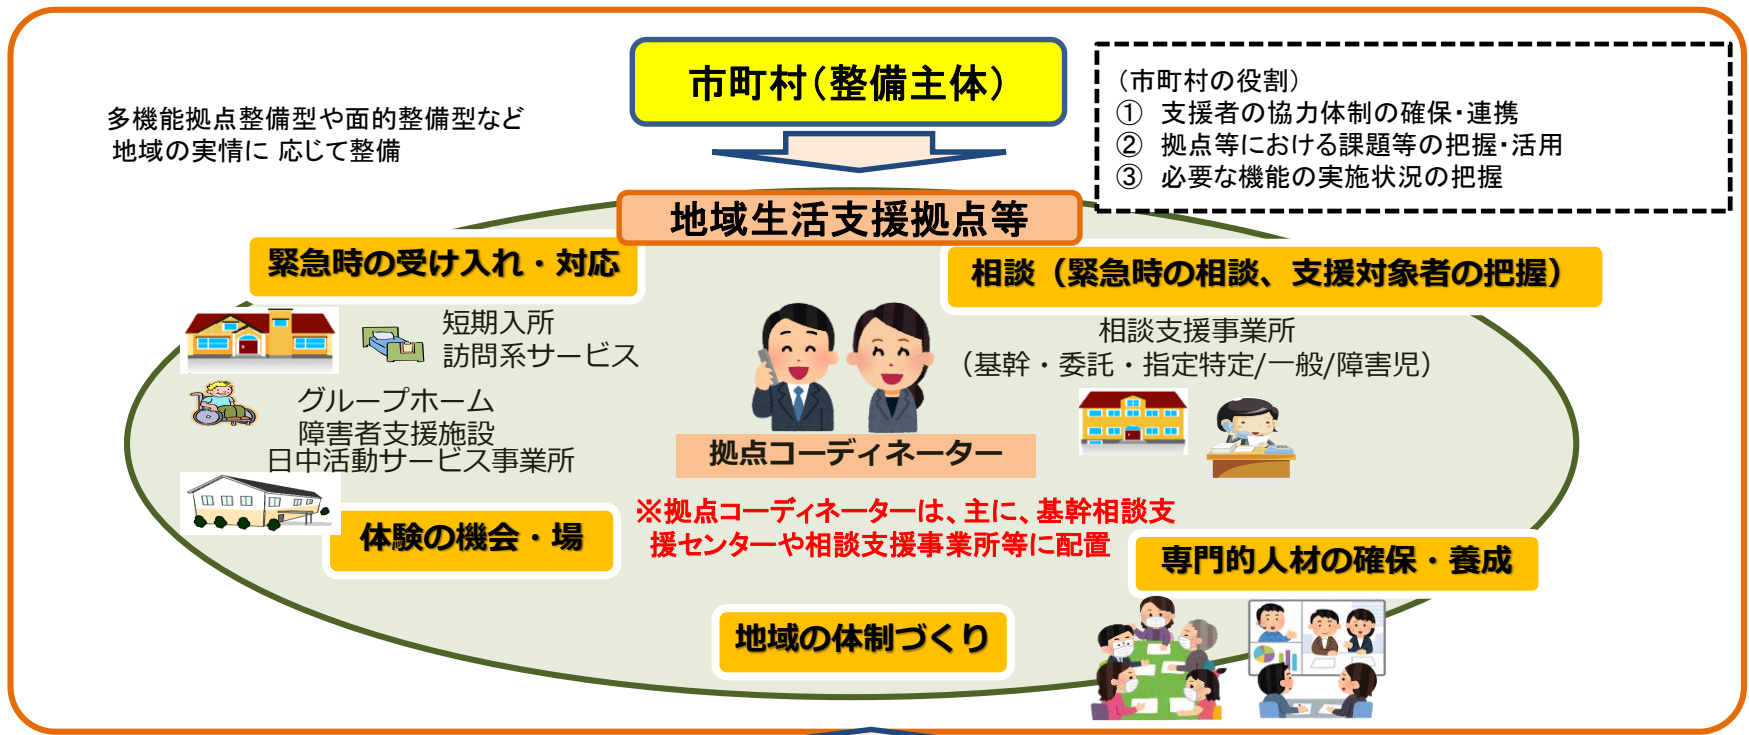 市町村（整備主体）
（市町村の役割）
① 支援者の協力体制の確保・連携
② 拠点等における課題等の把握・活用
③ 必要な機能の実施状況の把握
多機能拠点整備型や面的整備型など
地域の実情に 応じて整備
地域生活支援拠点等
緊急時の受け入れ・対応
相談（緊急時の相談、支援対象者の把握）
短期入所
訪問系サービス
相談支援事業所
（基幹・委託・指定特定/一般/障害児）
グループホーム
障害者支援施設
日中活動サービス事業所
拠点コーディネーター
※拠点コーディネーターは、主に、基幹相談支
援センターや相談支援事業所等に配置
体験の機会・場
専門的人材の確保・養成
地域の体制づくり